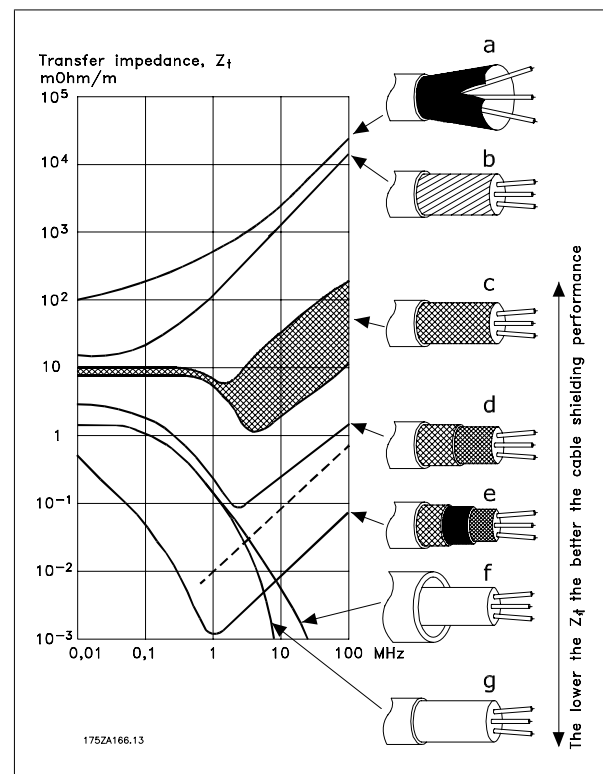 Transfer impedance, Zt
mOhm/m
a
10⁵
10⁴
b
10³
c
10²
10
d
1
e
10⁻¹
10⁻²
f
10⁻³
0,01
0,1
1
10
100 MHz
g
175ZA166.13
The lower the Zt the better the cable shielding performance